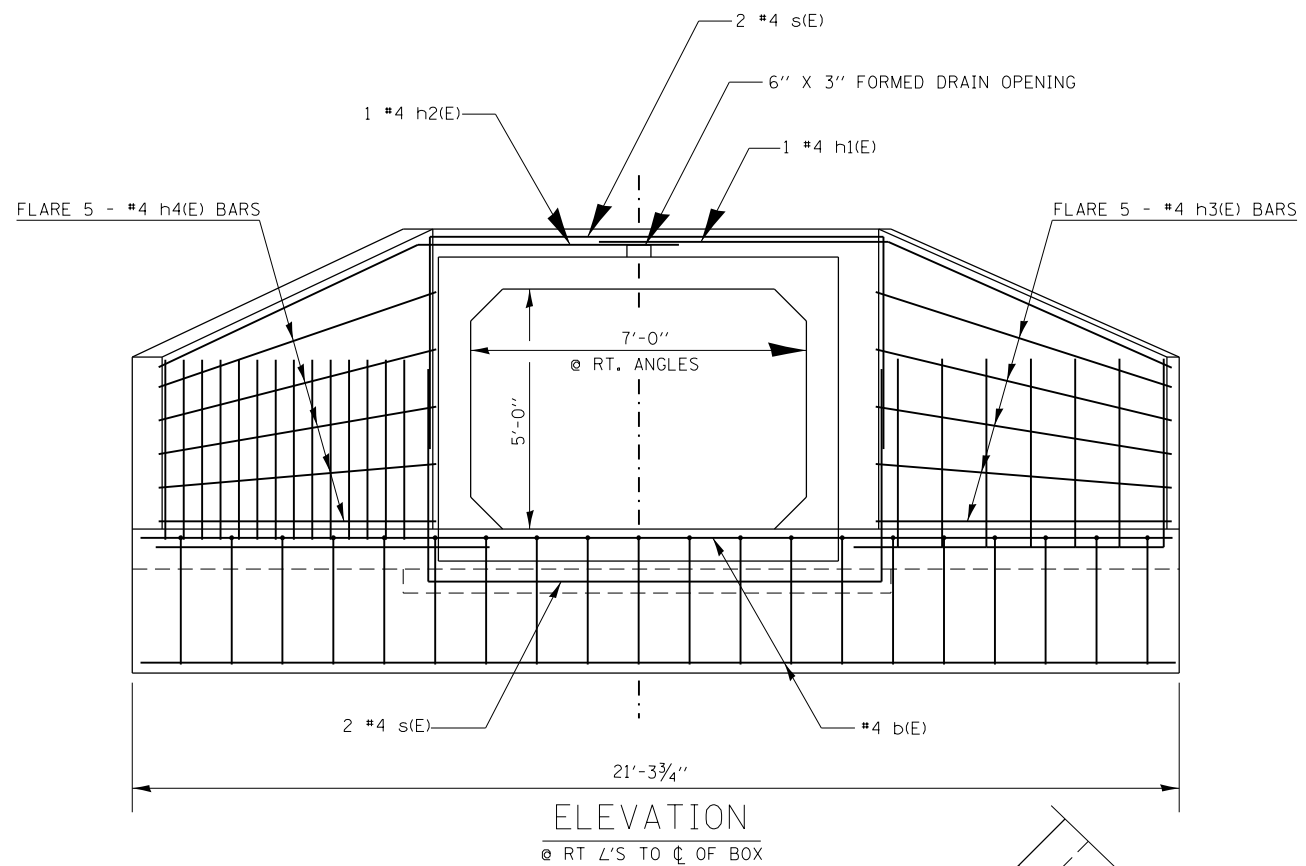 2 #4 s(E)
6'' X 3'' FORMED DRAIN OPENING
1 #4 h2(E)
1 #4 h1(E)
FLARE 5 - #4 h4(E) BARS
FLARE 5 - #4 h3(E) BARS
7'-0''
@ RT. ANGLES
5'-0''
2 #4 s(E)
#4 b(E)
21'-3¾''
ELEVATION
@ RT ∠'S TO ℄ OF BOX